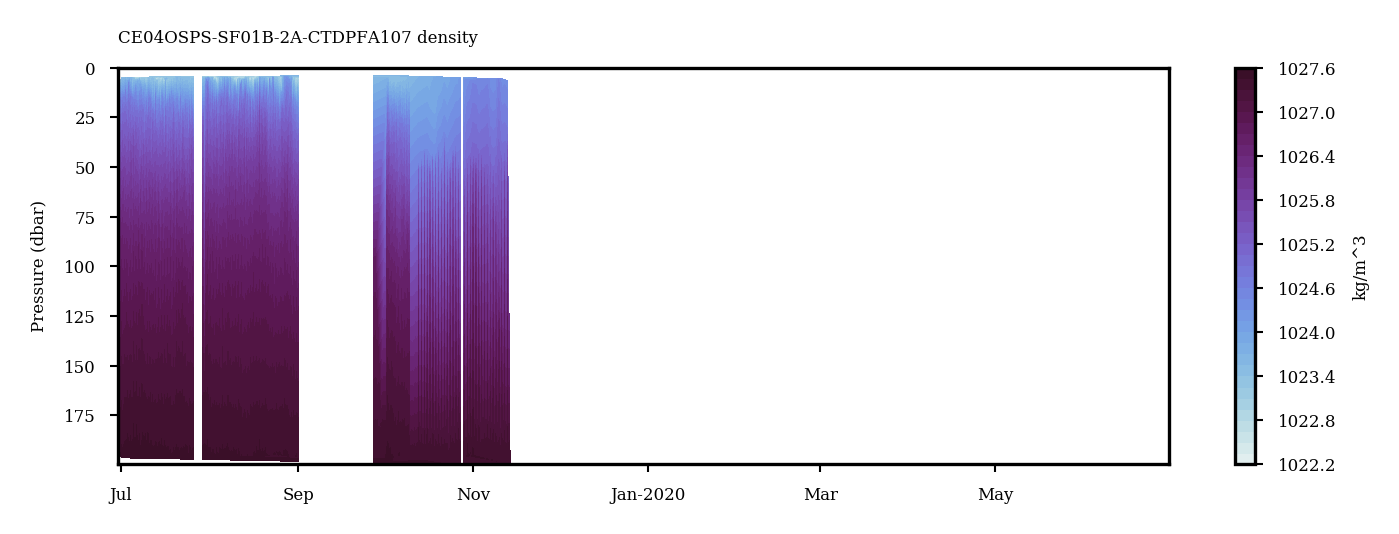 CE04OSPS-SF01B-2A-CTDPFA107 density
0
25
50
75
100
125
150
175
Pressure (dbar)
Jul
Sep
Nov
Jan-2020
Mar
May
1027.6
1027.0
1026.4
1025.8
1025.2
1024.6
1024.0
1023.4
1022.8
1022.2
kg/m^3